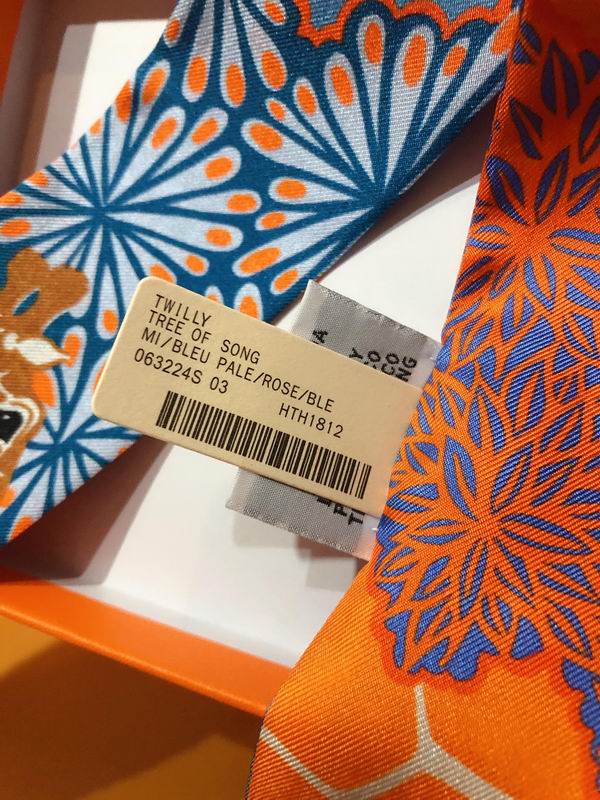 TWILLY
TREE OF SONG
MI/BLEU PALE/ROSE/BLE
063224S 03 HTH1812